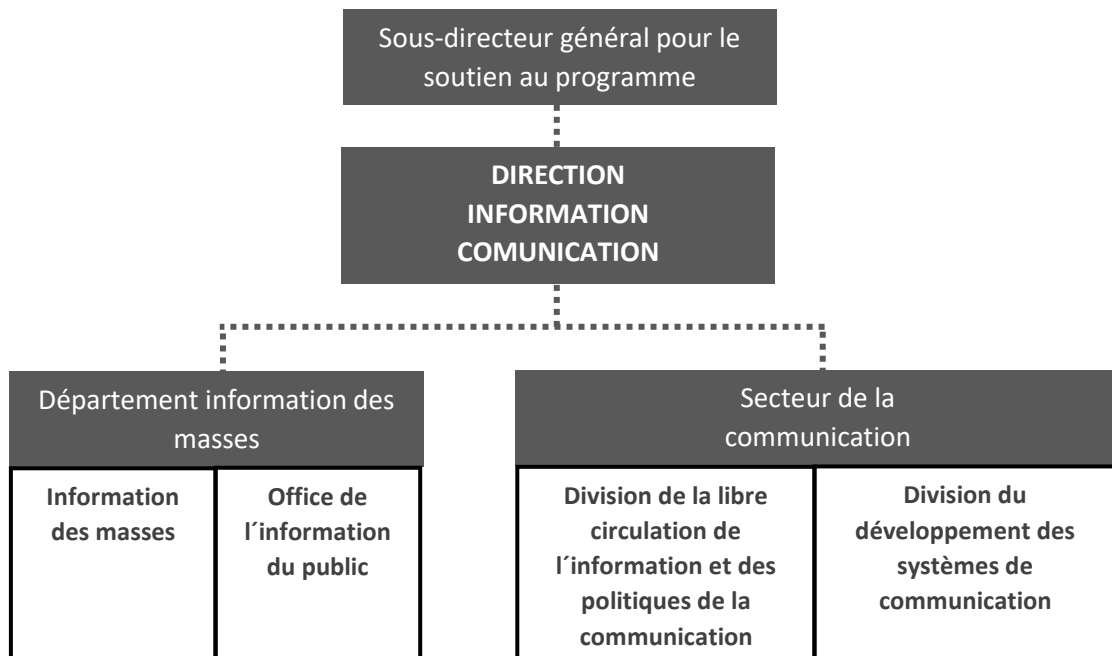 Sous-directeur général pour le
soutien au programme
DIRECTION
INFORMATION
COMUNICATION
Département information des
masses
Secteur de la
communication
Information
des masses
Office de
l´information
du public
Division de la libre
circulation de
l´information et des
politiques de la
communication
Division du
développement des
systèmes de
communication